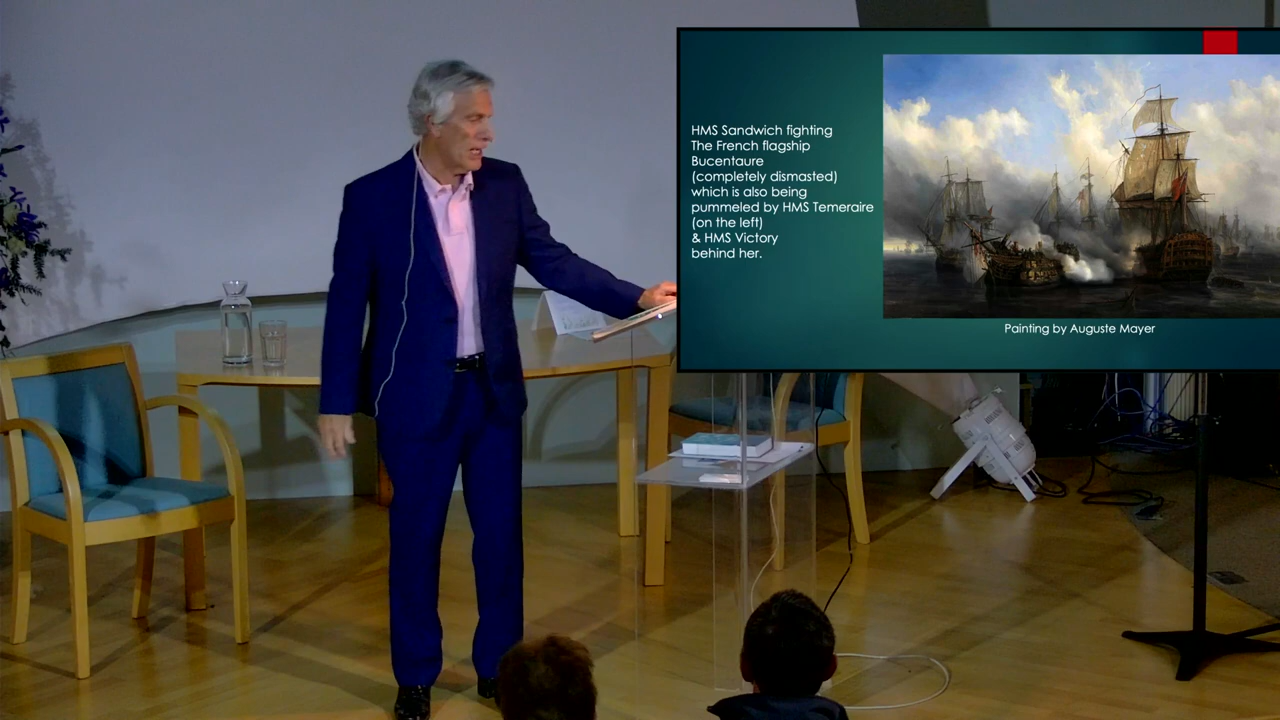 HMS Sandwich fighting
The French flagship
Bucentaure
(completely dismasted)
which is also being
pummeled by HMS Temeraire
(on the left)
& HMS Victory
behind her.
Painting by Auguste Mayer